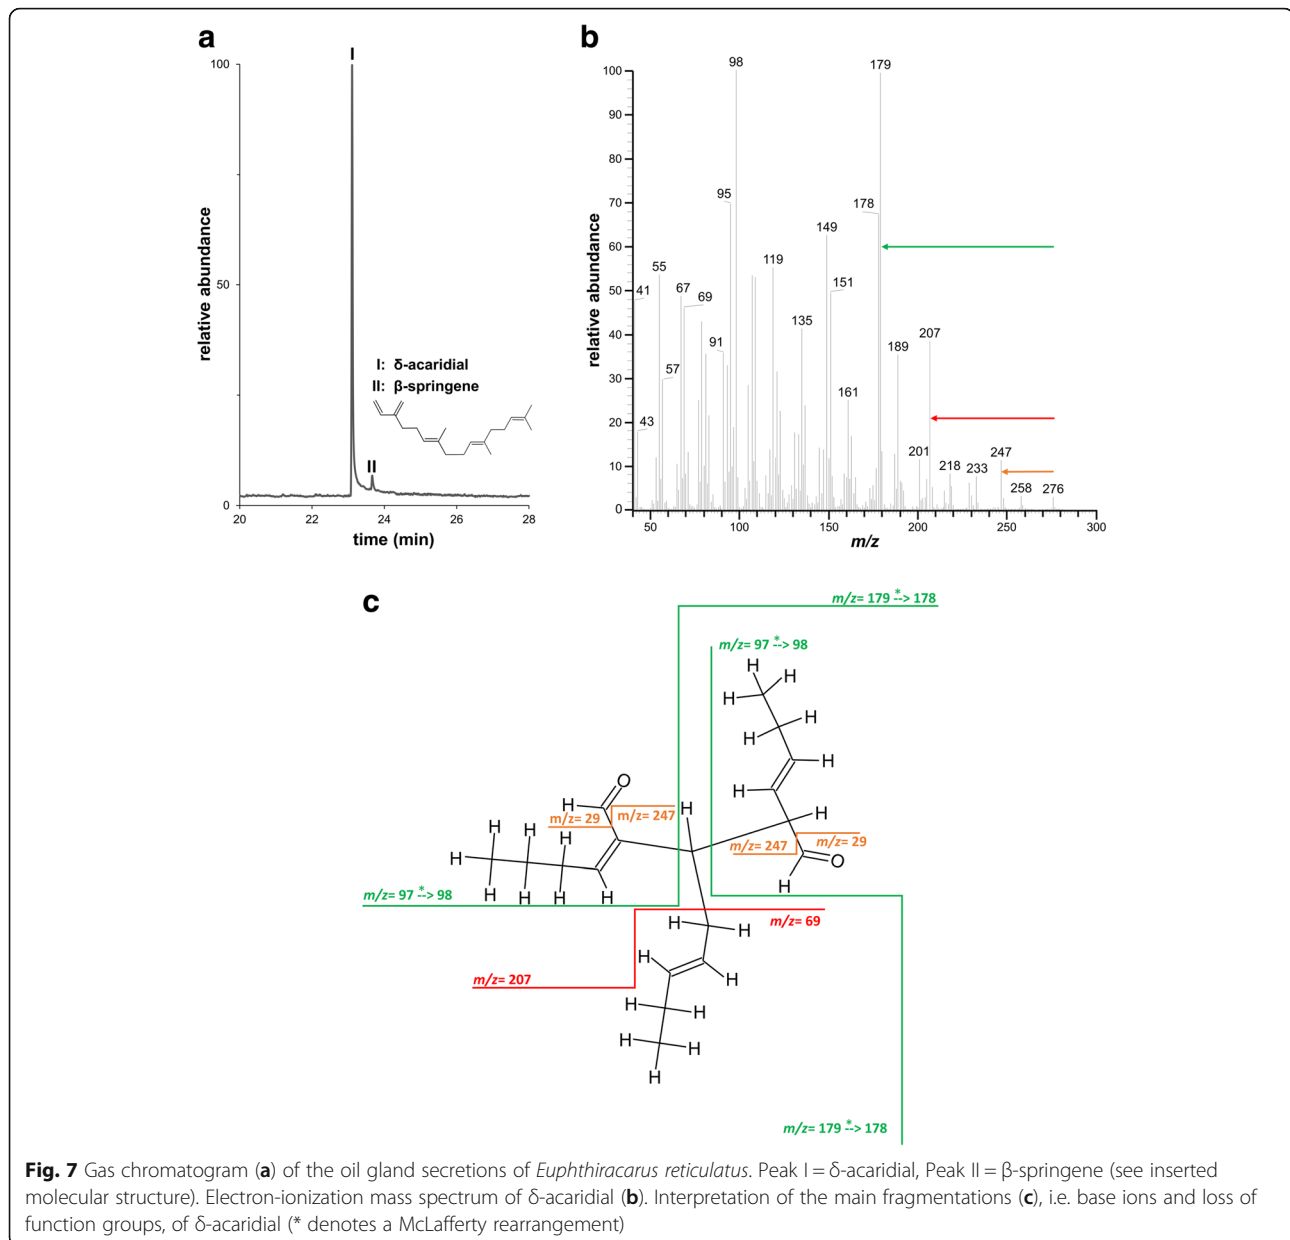 a
I
100
50
0
relative abundance
I: δ-acaridial
II: β-springene
II
20 22 24 26 28
time (min)
b
100
90
80
70
60
50
40
30
20
10
0
relative abundance
98
179
95
178
149
55
119
41
67
69
151
135
207
91
189
57
161
43
201
218
233
247
258
276
50 100 150 200 250 300
m/z
c
m/z= 179 *--> 178
m/z= 97 *--> 98
H
H H
H
H H
H
H H
O
H
m/z= 29 m/z= 247
H
m/z= 247 m/z= 29
H H H
H
O
H
H H H H
m/z= 97 *--> 98
m/z= 69
H H
H H
m/z= 207
H H
H H
H
m/z= 179 *--> 178
Fig. 7 Gas chromatogram (a) of the oil gland secretions of Euphthiracarus reticulatus. Peak I = δ-acaridial, Peak II = β-springene (see inserted
molecular structure). Electron-ionization mass spectrum of δ-acaridial (b). Interpretation of the main fragmentations (c), i.e. base ions and loss of
function groups, of δ-acaridial (* denotes a McLafferty rearrangement)